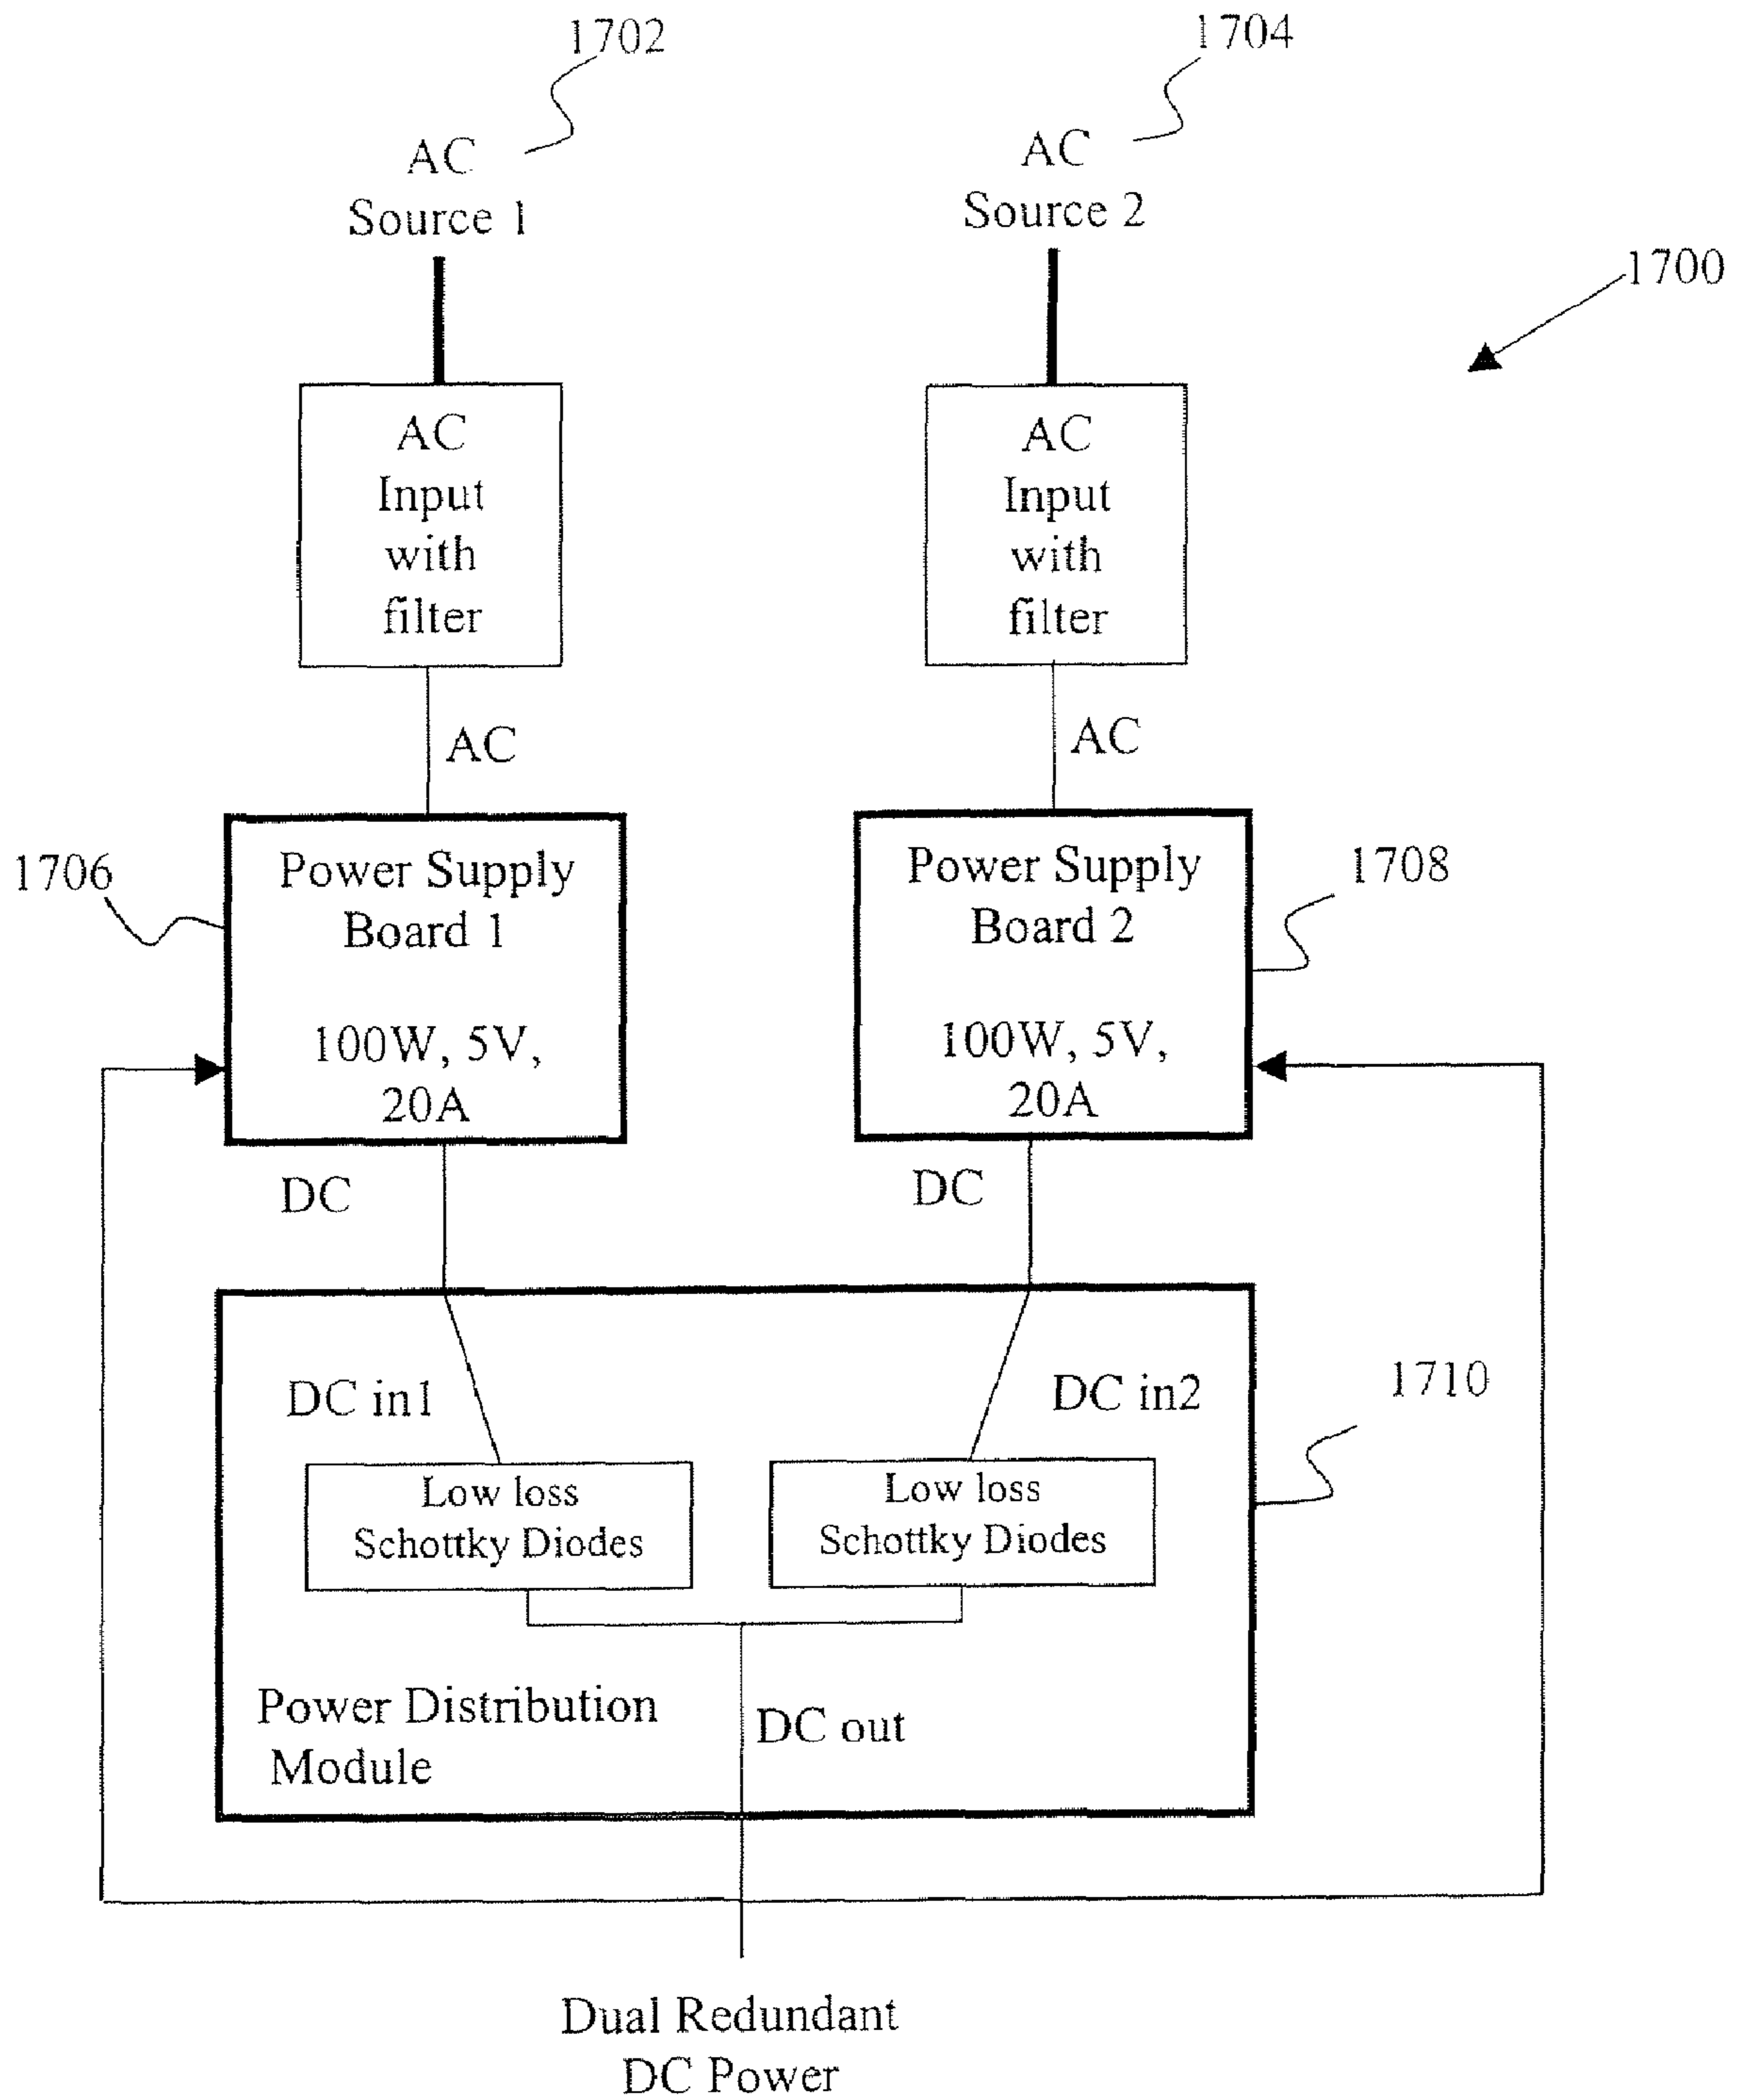 1702
1704
AC
Source 1
AC
Source 2
1700
AC
Input
with
filter
AC
Input
with
filter
AC
AC
1706
Power Supply
Board 1
100W, 5V,
20A
Power Supply
Board 2
100W, 5V,
20A
1708
DC
DC
DC in1
DC in2
1710
Low loss
Schottky Diodes
Low loss
Schottky Diodes
Power Distribution
Module
DC out
Dual Redundant
DC Power